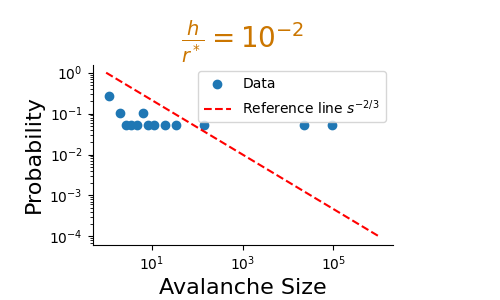 $\frac{h}{r^*} = 10^{-2}$
Data
Reference line $s^{-2/3}$
Probability
$10^0$
$10^{-1}$
$10^{-2}$
$10^{-3}$
$10^{-4}$
$10^1$ $10^3$ $10^5$
Avalanche Size